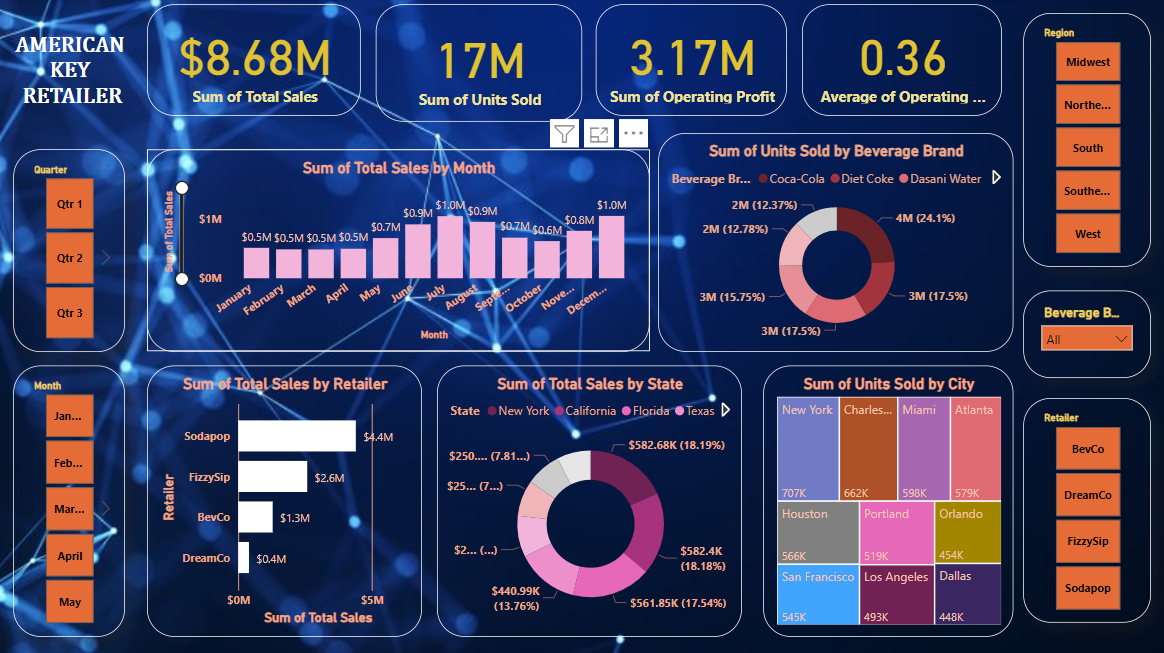 AMERICAN
KEY
RETAILER
$8.68M
Sum of Total Sales
17M
Sum of Units Sold
3.17M
Sum of Operating Profit
0.36
Average of Operating ...
Region
Midwest
Northe...
South
Southe...
West
Quarter
Qtr 1
Qtr 2
Qtr 3
Sum of Total Sales by Month
Sum of Total Sales
$1M
$0M
$0.5M
$0.5M
$0.5M
$0.5M
$0.7M
$0.9M
$1.0M
$0.9M
$0.7M
$0.6M
$0.8M
$1.0M
January
February
March
April
May
June
July
August
Septe...
October
Nove...
Decem...
Month
Sum of Units Sold by Beverage Brand
Beverage Br... Coca-Cola Diet Coke Dasani Water
2M (12.37%)
4M (24.1%)
2M (12.78%)
3M (15.75%)
3M (17.5%)
3M (17.5%)
Beverage B...
All
Month
Jan...
Feb...
Mar...
April
May
Sum of Total Sales by Retailer
Retailer
Sodapop
$4.4M
FizzySip
$2.6M
BevCo
$1.3M
DreamCo
$0.4M
$0M
$5M
Sum of Total Sales
Sum of Total Sales by State
State New York California Florida Texas
$582.68K (18.19%)
$250.... (7.81...)
$25... (7...)
$2... (...)
$582.4K
(18.18%)
$440.99K
(13.76%)
$561.85K (17.54%)
Sum of Units Sold by City
New York
707K
Charles...
662K
Miami
598K
Atlanta
579K
Houston
566K
Portland
519K
Orlando
454K
San Francisco
545K
Los Angeles
493K
Dallas
448K
Retailer
BevCo
DreamCo
FizzySip
Sodapop